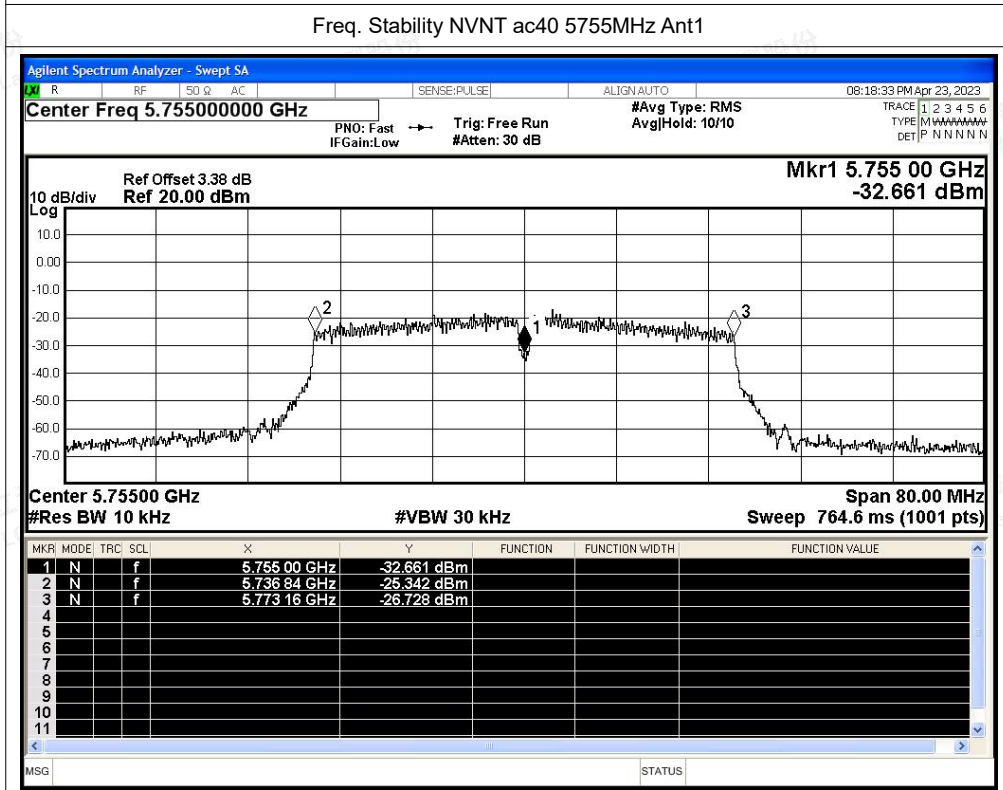 Freq. Stability NVNT ac40 5755MHz Ant1
Agilent Spectrum Analyzer - Swept SA
LXI R RF 50 Ω AC SENSE:PULSE ALIGN AUTO 08:18:33 PM Apr 23, 2023
Center Freq 5.755000000 GHz #Avg Type: RMS TRACE 1 2 3 4 5 6
PNO: Fast Trig: Free Run Avg|Hold: 10/10 TYPE M WWWWW
IFGain:Low #Atten: 30 dB DET P N N N N N
Mkr1 5.755 00 GHz
Ref Offset 3.38 dB
10 dB/div Ref 20.00 dBm -32.661 dBm
Log
10.0
0.00
-10.0
-20.0
-30.0
-40.0
-50.0
-60.0
-70.0
2
1
3
Center 5.75500 GHz Span 80.00 MHz
#Res BW 10 kHz #VBW 30 kHz Sweep 764.6 ms (1001 pts)
MKR MODE TRC SCL X Y FUNCTION FUNCTION WIDTH FUNCTION VALUE
1 N f 5.755 00 GHz -32.661 dBm
2 N f 5.736 84 GHz -25.342 dBm
3 N f 5.773 16 GHz -26.728 dBm
4
5
6
7
8
9
10
11
MSG STATUS